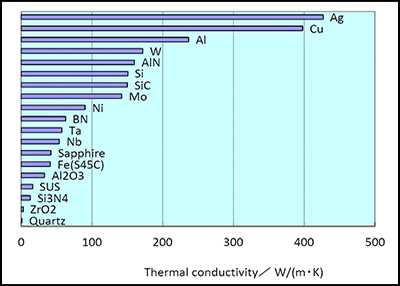 Ag
Cu
Al
W
AlN
Si
SiC
Mo
Ni
BN
Ta
Nb
Sapphire
Fe(S45C)
Al2O3
SUS
Si3N4
ZrO2
Quartz
0 100 200 300 400 500
Thermal conductivity／ W/(m・K)